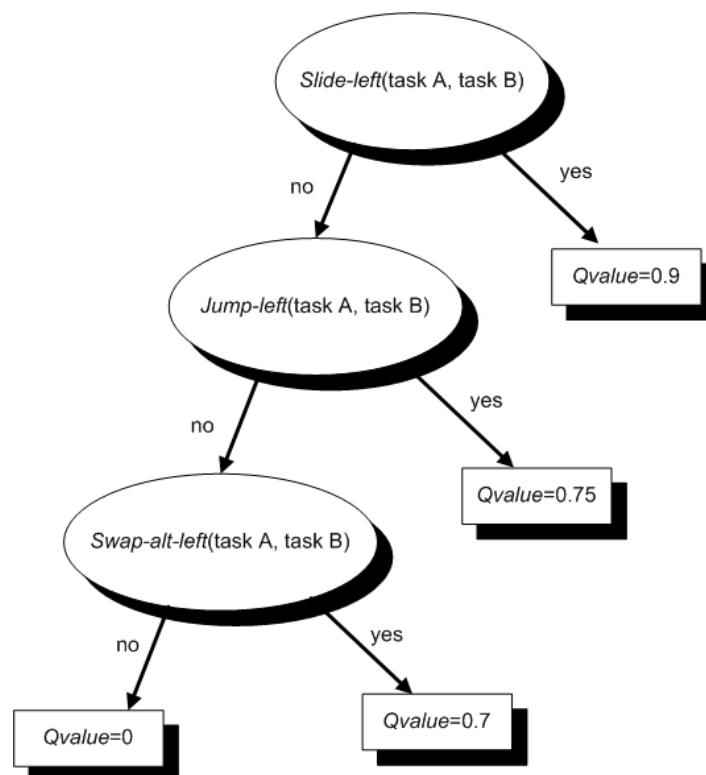 Slide-left(task A, task B)
no
yes
Qvalue=0.9
Jump-left(task A, task B)
no
yes
Qvalue=0.75
Swap-alt-left(task A, task B)
no
yes
Qvalue=0
Qvalue=0.7